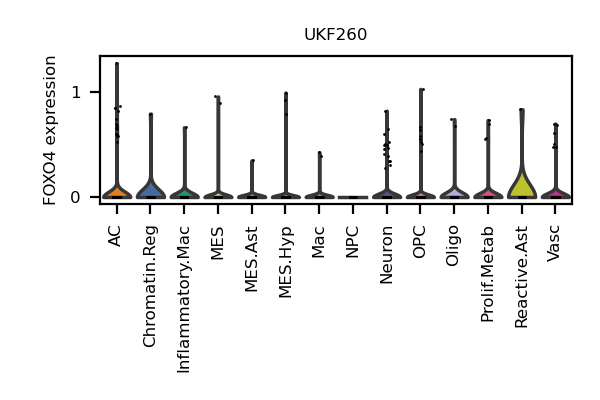 UKF260
FOXO4 expression
1
0
AC
Chromatin.Reg
Inflammatory.Mac
MES
MES.Ast
MES.Hyp
Mac
NPC
Neuron
OPC
Oligo
Prolif.Metab
Reactive.Ast
Vasc